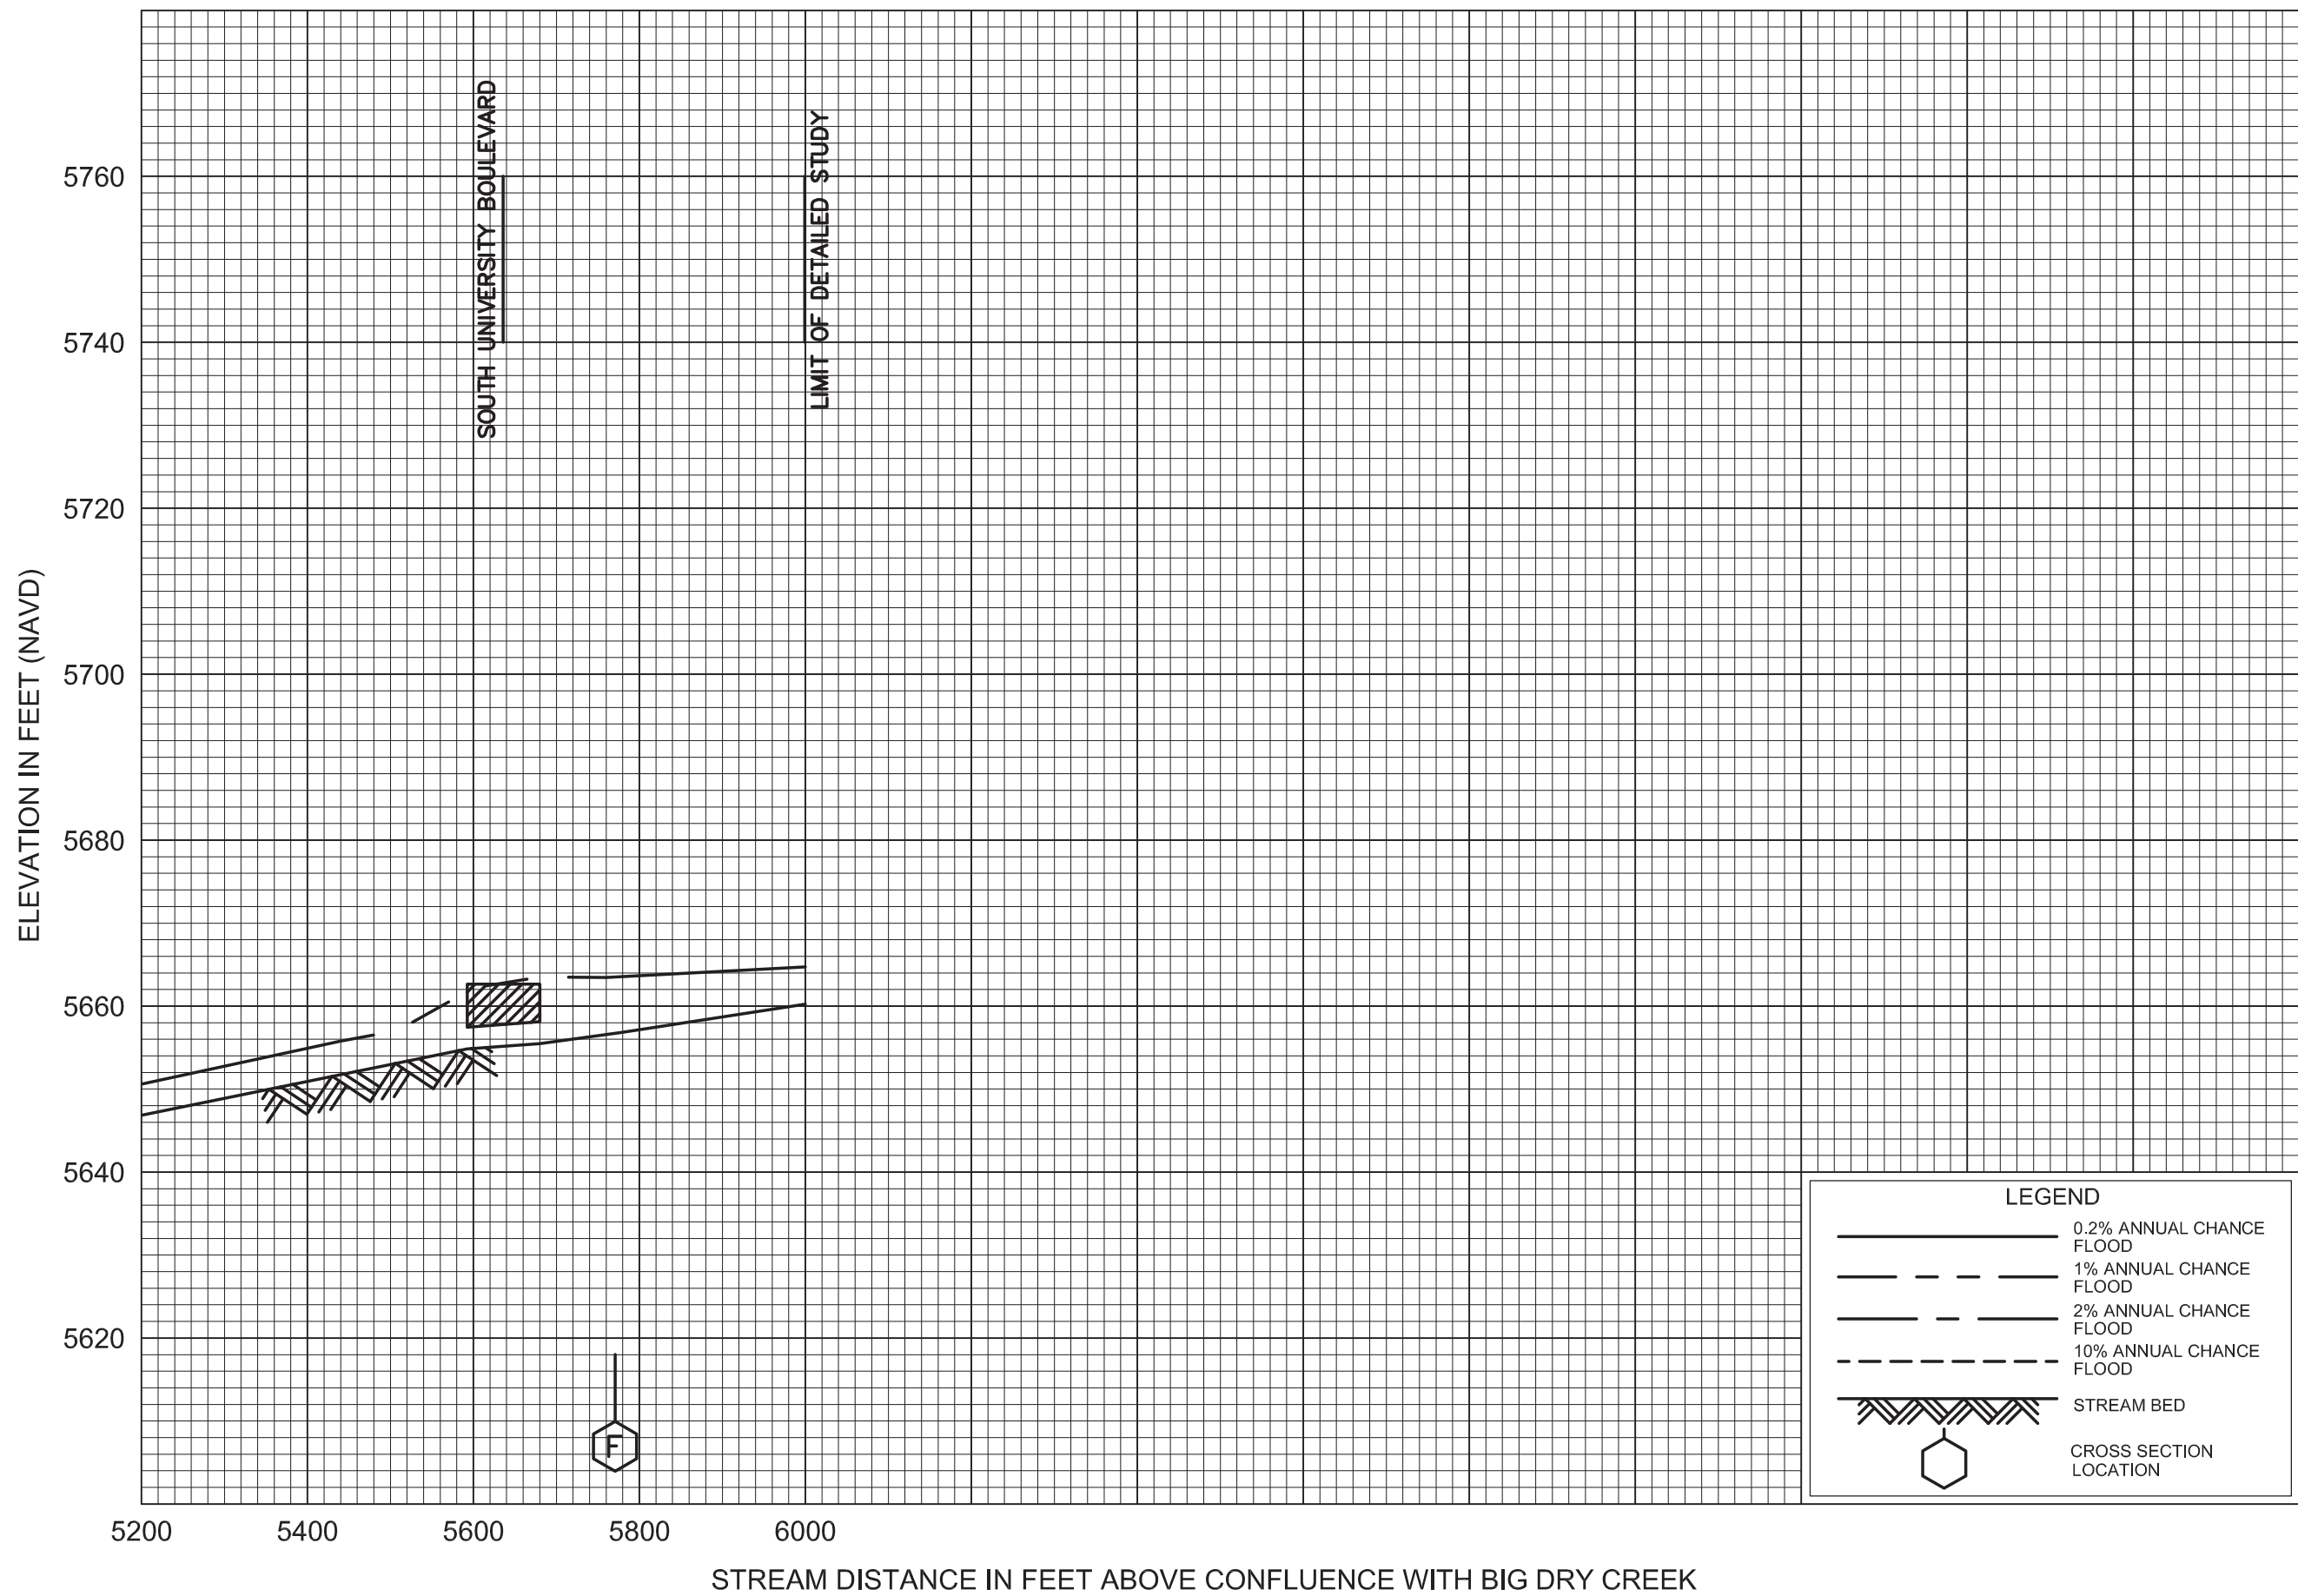 SOUTH UNIVERSITY BOULEVARD
LIMIT OF DETAILED STUDY
ELEVATION IN FEET (NAVD)
5760
5740
5720
5700
5680
5660
5640
5620
F
LEGEND
0.2% ANNUAL CHANCE
FLOOD
1% ANNUAL CHANCE
FLOOD
2% ANNUAL CHANCE
FLOOD
10% ANNUAL CHANCE
FLOOD
STREAM BED
CROSS SECTION
LOCATION
5200 5400 5600 5800 6000
STREAM DISTANCE IN FEET ABOVE CONFLUENCE WITH BIG DRY CREEK